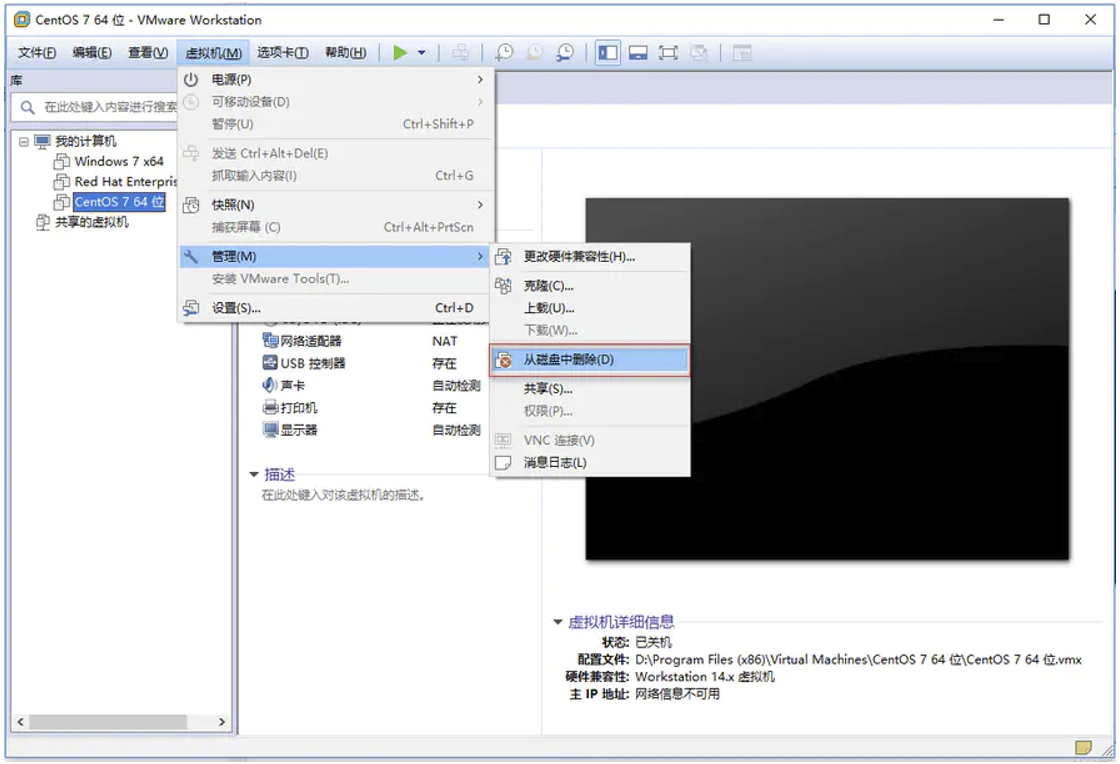 CentOS 7 64 位 - VMware Workstation
文件(F) 编辑(E) 查看(V) 虚拟机(M) 选项卡(T) 帮助(H)
库
在此处键入内容进行搜索
我的计算机
Windows 7 x64
Red Hat Enterpris
CentOS 7 64 位
共享的虚拟机
电源(P)
可移动设备(D)
暂停(U) Ctrl+Shift+P
发送 Ctrl+Alt+Del(E)
抓取输入内容(I) Ctrl+G
快照(N)
捕获屏幕 (C) Ctrl+Alt+PrtScn
管理(M)
安装 VMware Tools(T)...
设置(S)... Ctrl+D
更改硬件兼容性(H)...
克隆(C)...
上载(U)...
下载(W)...
从磁盘中删除(D)
共享(S)...
权限(P)...
VNC 连接(V)
消息日志(L)
网络适配器 NAT
USB 控制器 存在
声卡 自动检测
打印机 存在
显示器 自动检测
描述
在此处键入对该虚拟机的描述。
虚拟机详细信息
状态: 已关机
配置文件: D:\Program Files (x86)\Virtual Machines\CentOS 7 64 位\CentOS 7 64 位.vmx
硬件兼容性: Workstation 14.x 虚拟机
主 IP 地址: 网络信息不可用